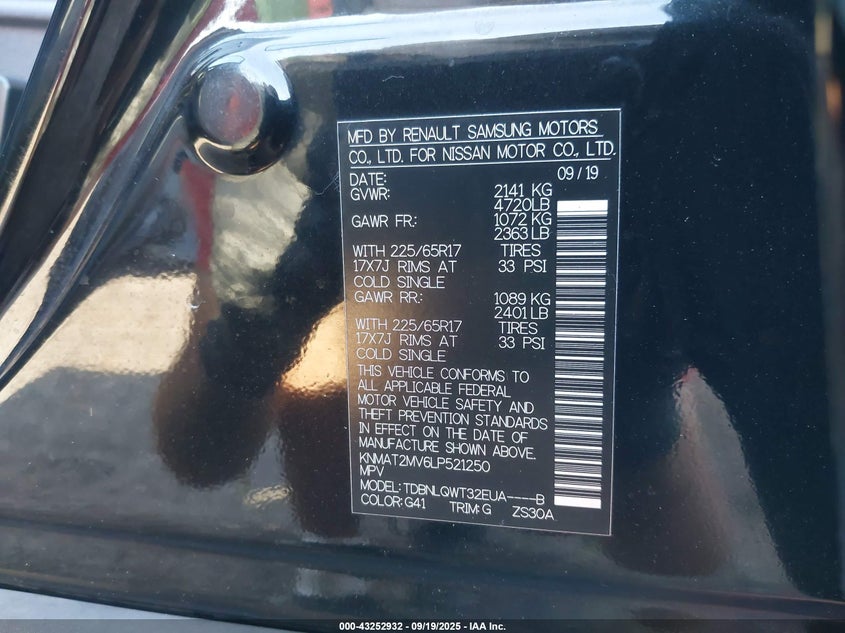 MFD BY RENAULT SAMSUNG MOTORS
CO., LTD. FOR NISSAN MOTOR CO., LTD.
DATE: 09/19
GVWR: 2141 KG
4720LB
GAWR FR.: 1072 KG
2363 LB
WITH 225/65R17 TIRES
17X7J RIMS AT 33 PSI
COLD SINGLE
GAWR RR.: 1089 KG
2401 LB
WITH 225/65R17 TIRES
17X7J RIMS AT 33 PSI
COLD SINGLE
THIS VEHICLE CONFORMS TO
ALL APPLICABLE FEDERAL
MOTOR VEHICLE SAFETY AND
THEFT PREVENTION STANDARDS
IN EFFECT ON THE DATE OF
MANUFACTURE SHOWN ABOVE.
KNMAT2MV6LP521250
MPV
MODEL: TDBNLQWT32EUA----B
COLOR: G41 TRIM: G ZS30A
000-43252932 - 09/19/2025 - IAA Inc.